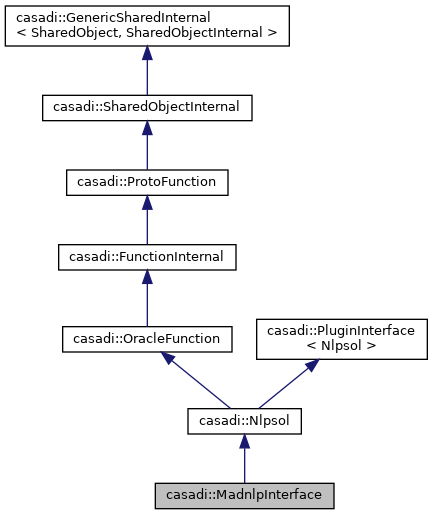 casadi::GenericSharedInternal
< SharedObject, SharedObjectInternal >
casadi::SharedObjectInternal
casadi::ProtoFunction
casadi::FunctionInternal
casadi::OracleFunction
casadi::PluginInterface
< Nlpsol >
casadi::Nlpsol
casadi::MadnlpInterface